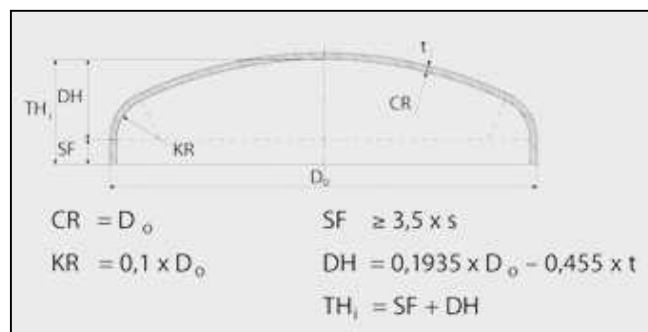 t
DH
TH i
CR
SF
KR
D o
CR = D o
SF ≥ 3,5 x s
KR = 0,1 x D o
DH = 0,1935 x D o – 0,455 x t
TH i = SF + DH